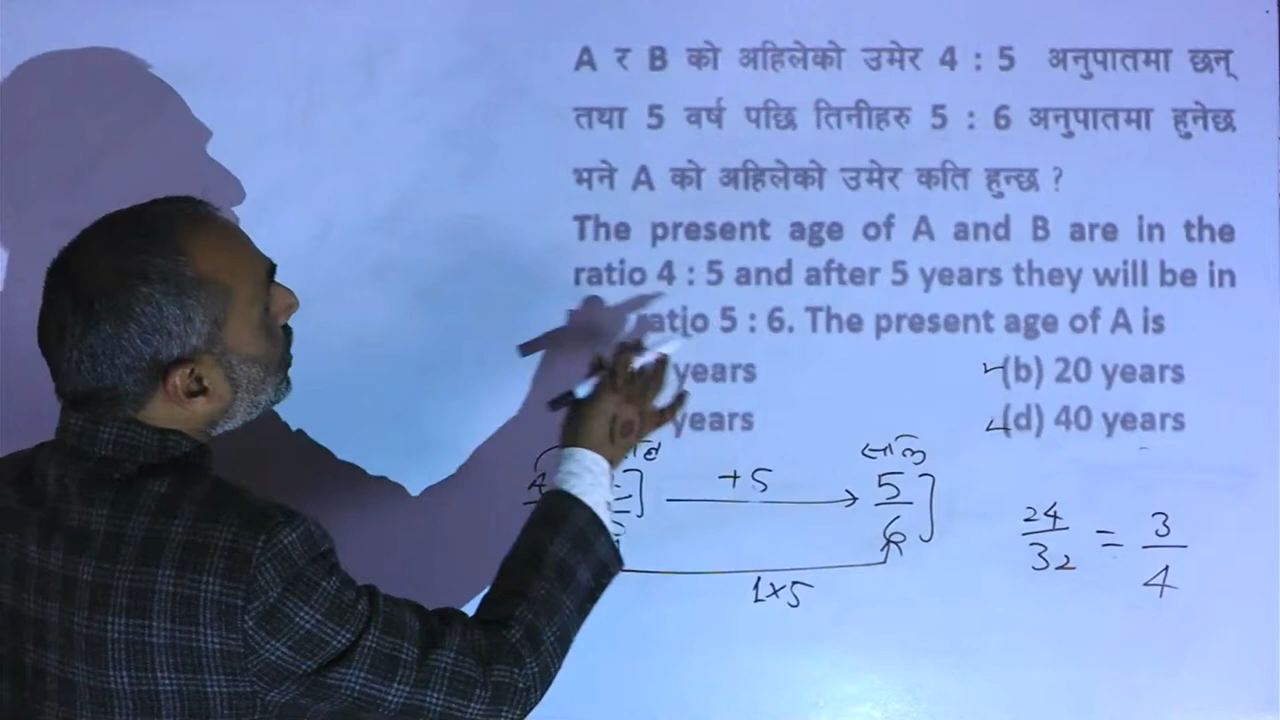 A र B को अहिलेको उमेर 4 : 5 अनुपातमा छन्
तथा 5 वर्ष पछि तिनीहरु 5 : 6 अनुपातमा हुनेछ
भने A को अहिलेको उमेर कति हुन्छ ?
The present age of A and B are in the
ratio 4 : 5 and after 5 years they will be in
ratio 5 : 6. The present age of A is
years (b) 20 years
years (d) 40 years
A +5 5/6 24/32 = 3/4
1×5